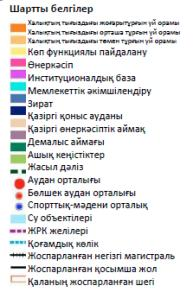 Шартты белгілер
Халықтың тығыздығы жоғары тұрғын үй орамы
Халықтың тығыздығы орташа тұрғын үй орамы
Халықтың тығыздығы төмен тұрғын үй орамы
Көп функциялы пайдалану
Өнеркәсіп
Институционалдық база
Мемлекеттік әкімшілендіру
Зират
Қазіргі қоныс ауданы
Қазіргі өнеркәсіптік аймақ
Демалыс аймағы
Ашық кеңістіктер
Жасыл дәліз
Аудан орталығы
Бөлшек аудан орталығы
Спорттық-мәдени орталық
Су объектілері
ЖРК желілері
Қоғамдық көлік
Жоспарланған негізгі магистраль
Жоспарланған қосымша жол
Қаланың жоспарланған шегі